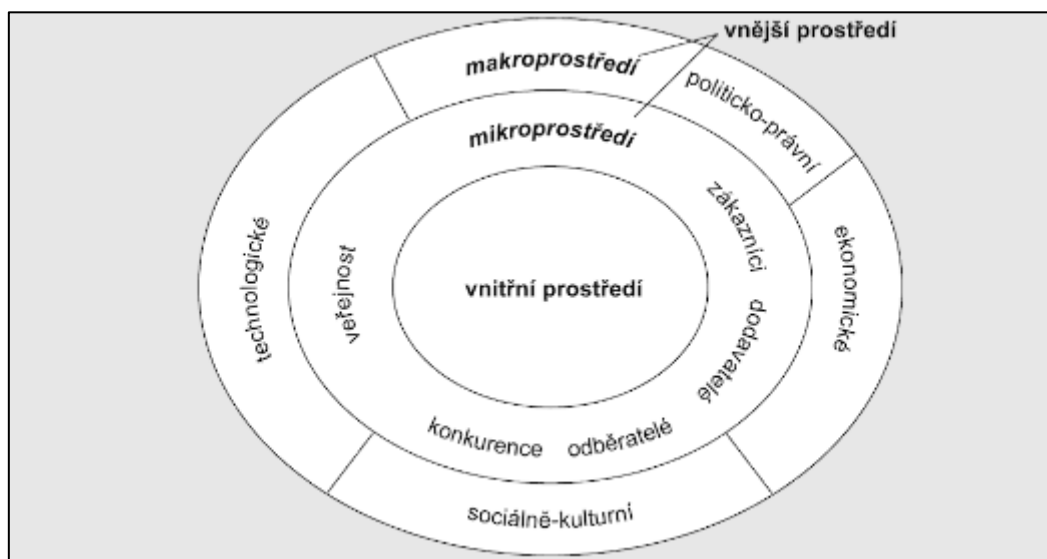 vnější prostředí
makroprostředí
politicko-právní
mikroprostředí
zákazníci
ekonomické
technologické
veřejnost
vnitřní prostředí
dodavatelé
konkurence
odběratelé
sociálně-kulturní